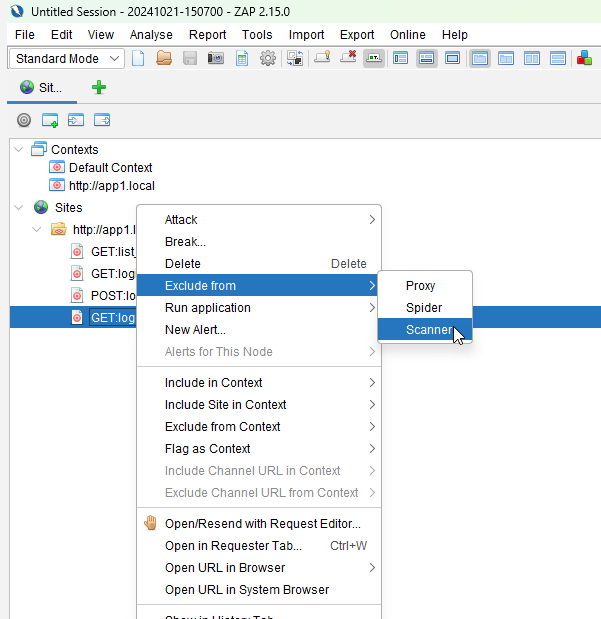 Untitled Session - 20241021-150700 - ZAP 2.15.0
File Edit View Analyse Report Tools Import Export Online Help
Standard Mode
Sit...
Contexts
Default Context
http://app1.local
Sites
http://app1.l
GET:list_
GET:log
POST:lo
GET:log
Attack
Break...
Delete Delete
Exclude from
Run application
New Alert...
Alerts for This Node
Include in Context
Include Site in Context
Exclude from Context
Flag as Context
Include Channel URL in Context
Exclude Channel URL from Context
Open/Resend with Request Editor...
Open in Requester Tab... Ctrl+W
Open URL in Browser
Open URL in System Browser
Show in History Tab
Proxy
Spider
Scanner